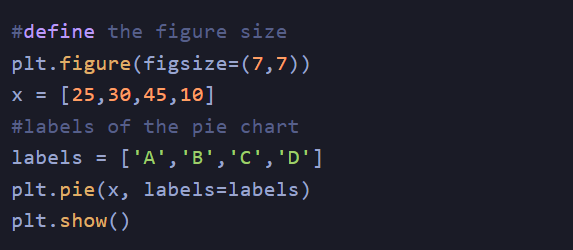 #define the figure size
plt.figure(figsize=(7,7))
x = [25,30,45,10]
#labels of the pie chart
labels = ['A','B','C','D']
plt.pie(x, labels=labels)
plt.show()